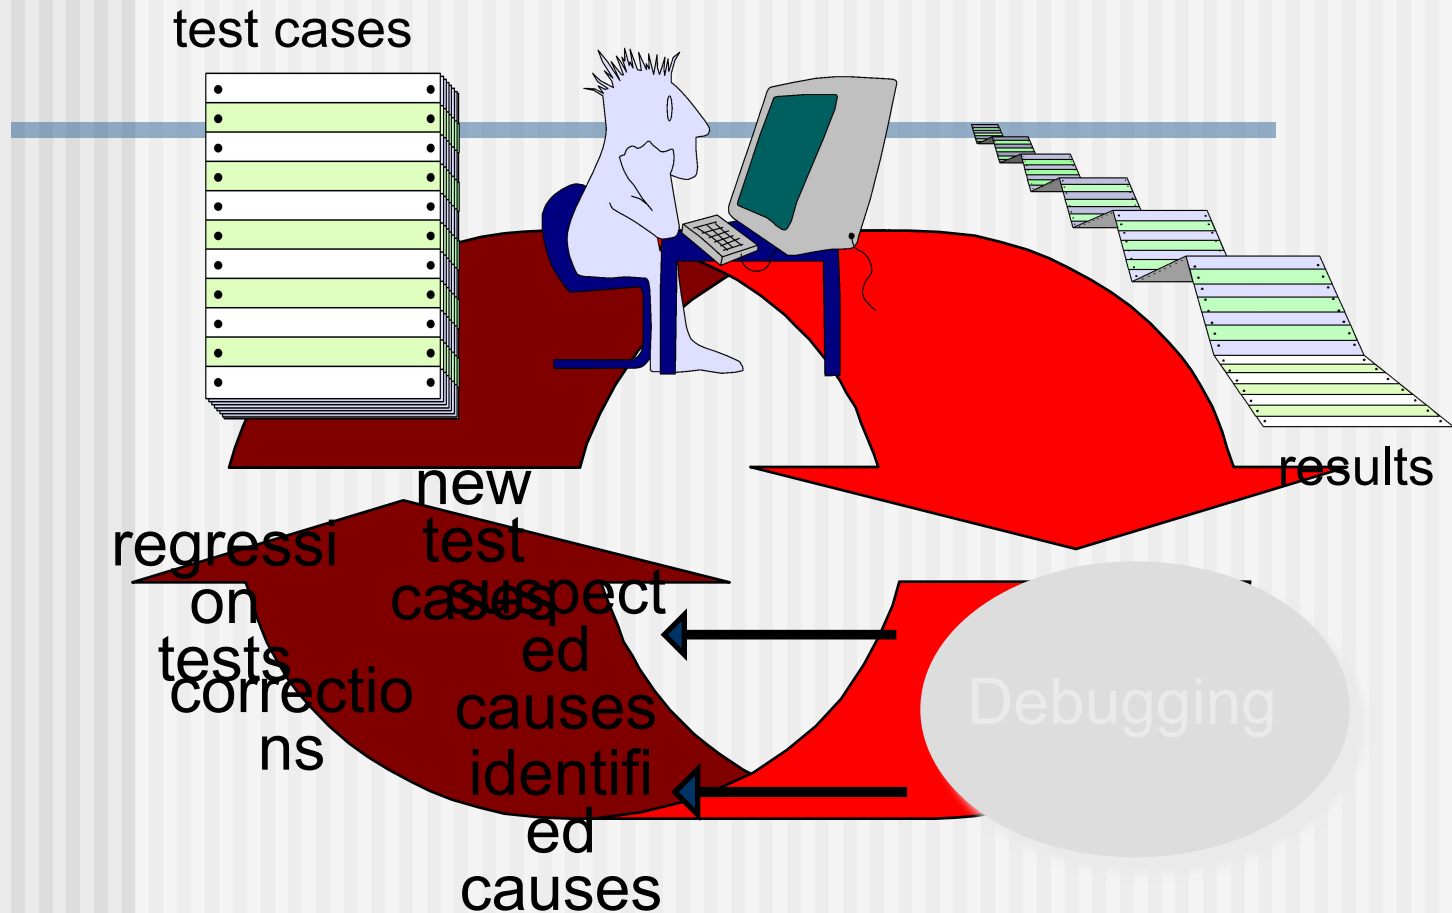 test cases
results
new
test
cases
regressi
on
tests
suspect
ed
causes
correctio
ns
Debugging
identifi
ed
causes